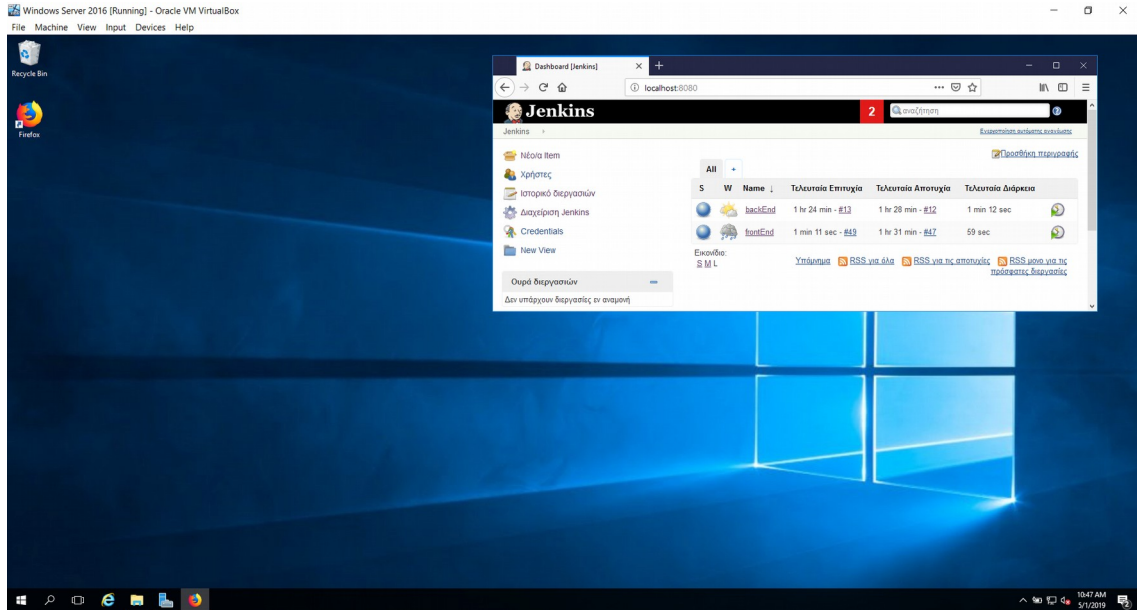 Windows Server 2016 [Running] - Oracle VM VirtualBox
File Machine View Input Devices Help
Recycle Bin
Firefox
Dashboard [Jenkins]
localhost:8080
Jenkins
2
αναζήτηση
Jenkins
Ενεργοποίηση αυτόματης ανανέωσης
Νέο/α Item
Χρήστες
Ιστορικό διεργασιών
Διαχείριση Jenkins
Credentials
New View
Ουρά διεργασιών
Δεν υπάρχουν διεργασίες εν αναμονή
Προσθήκη περιγραφής
All +
S W Name ↓ Τελευταία Επιτυχία Τελευταία Αποτυχία Τελευταία Διάρκεια
backEnd 1 hr 24 min - #13 1 hr 28 min - #12 1 min 12 sec
frontEnd 1 min 11 sec - #49 1 hr 31 min - #47 59 sec
Εικονίδιο:
S M L
Υπόμνημα RSS για όλα RSS για τις αποτυχίες RSS μονο για τις
πρόσφατες διεργασίες
10:47 AM
5/1/2019